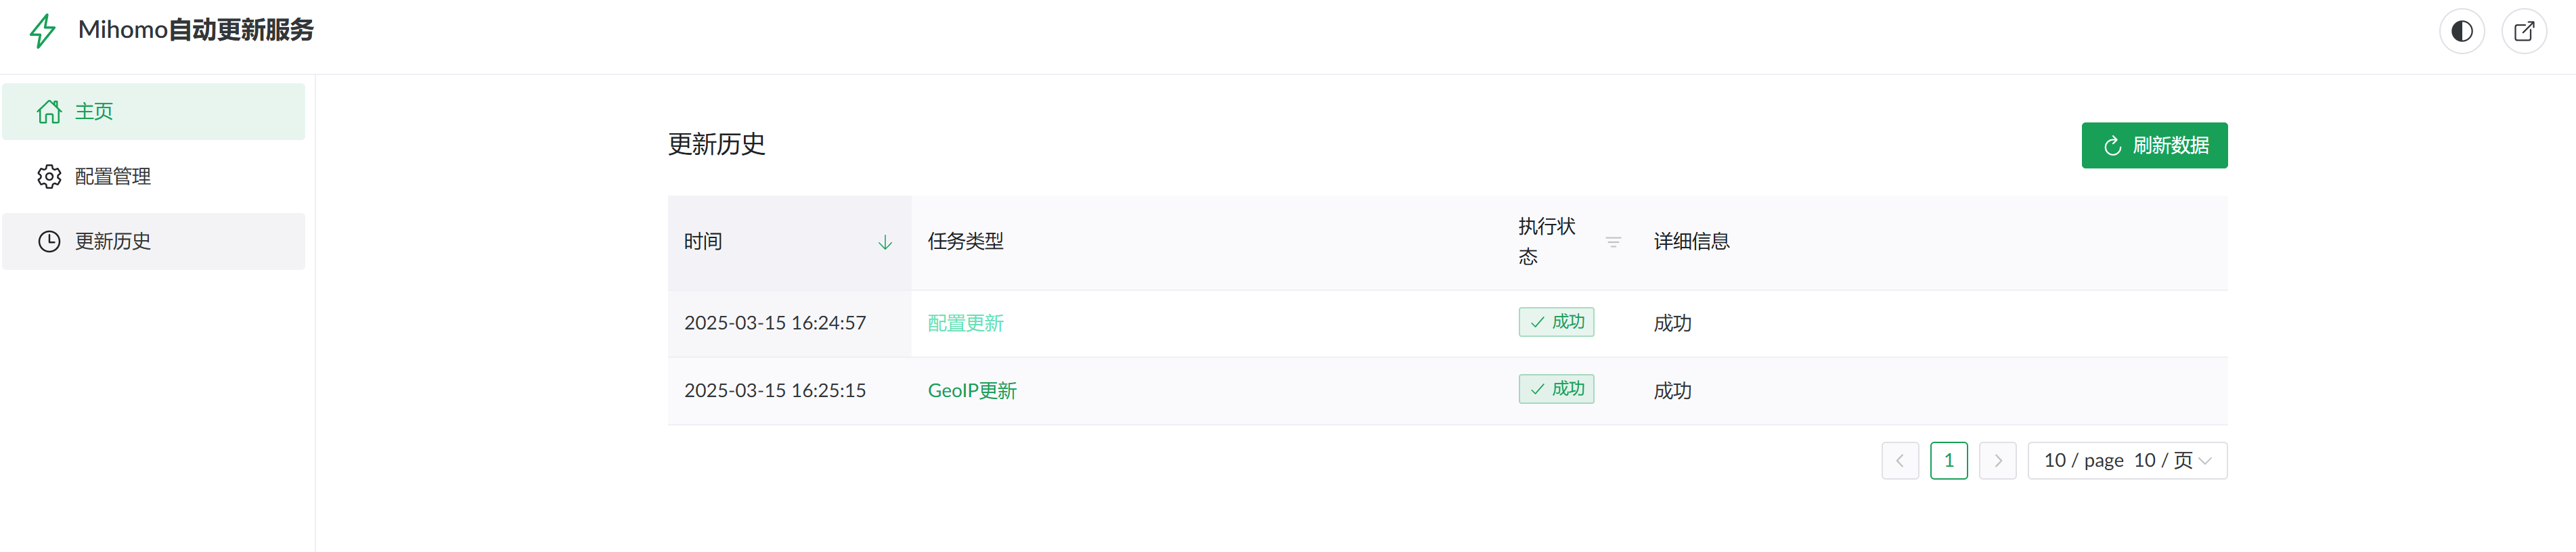 Mihomo自动更新服务
主页
配置管理
更新历史
更新历史
刷新数据
时间
任务类型
执行状
态
详细信息
2025-03-15 16:24:57
配置更新
成功
成功
2025-03-15 16:25:15
GeoIP更新
成功
成功
1
10 / page 10 / 页